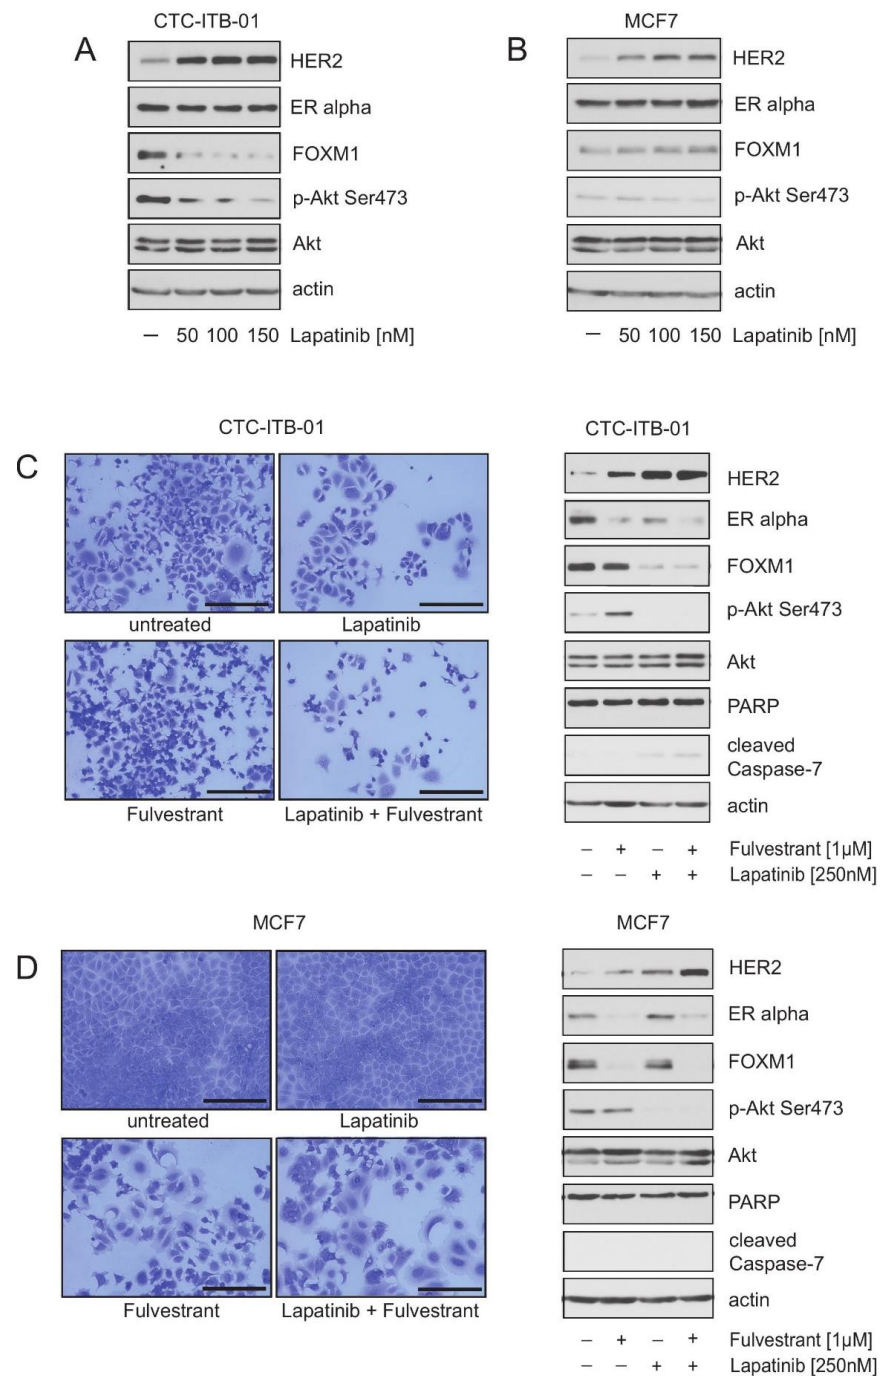 CTC-ITB-01
A
HER2
ER alpha
FOXM1
p-Akt Ser473
Akt
actin
– 50 100 150 Lapatinib [nM]
MCF7
B
HER2
ER alpha
FOXM1
p-Akt Ser473
Akt
actin
– 50 100 150 Lapatinib [nM]
CTC-ITB-01
C
untreated
Lapatinib
Fulvestrant
Lapatinib + Fulvestrant
CTC-ITB-01
HER2
ER alpha
FOXM1
p-Akt Ser473
Akt
PARP
cleaved
Caspase-7
actin
– + – + Fulvestrant [1µM]
– – + + Lapatinib [250nM]
MCF7
D
untreated
Lapatinib
Fulvestrant
Lapatinib + Fulvestrant
MCF7
HER2
ER alpha
FOXM1
p-Akt Ser473
Akt
PARP
cleaved
Caspase-7
actin
– + – + Fulvestrant [1µM]
– – + + Lapatinib [250nM]